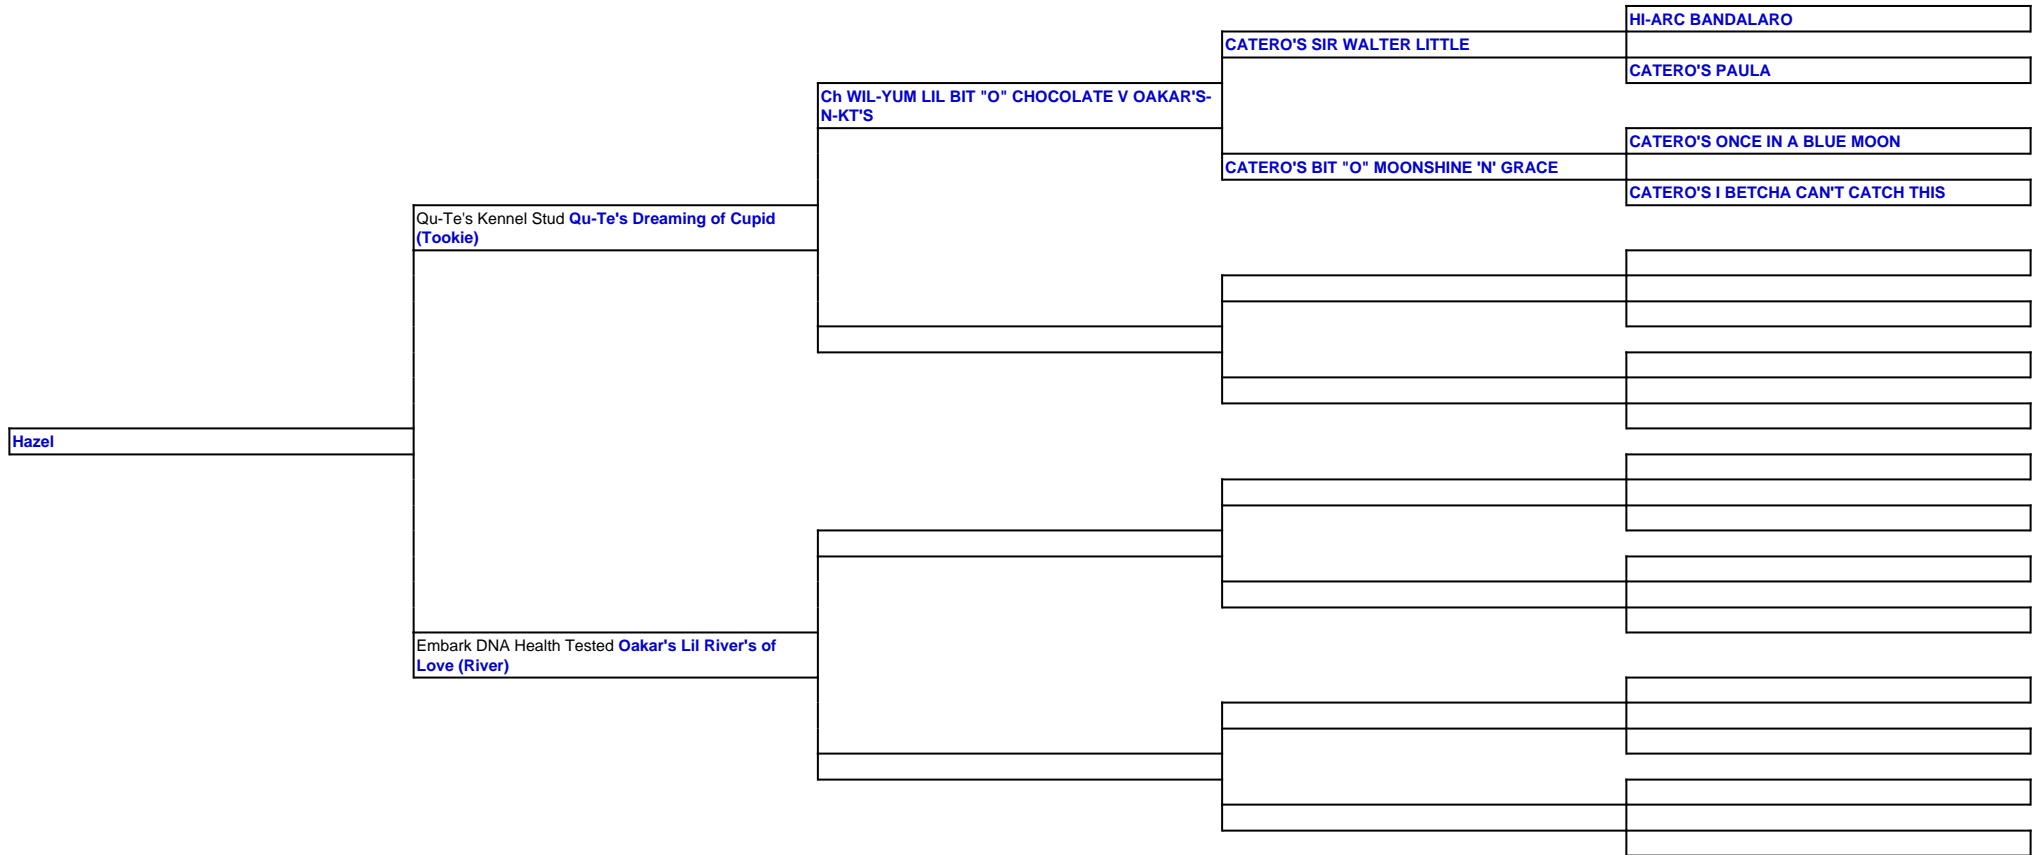 HI-ARC BANDALARO
CATERO'S SIR WALTER LITTLE
CATERO'S PAULA
Ch WIL-YUM LIL BIT "O" CHOCOLATE V OAKAR'S-
N-KT'S
CATERO'S ONCE IN A BLUE MOON
CATERO'S BIT "O" MOONSHINE 'N' GRACE
CATERO'S I BETCHA CAN'T CATCH THIS
Qu-Te's Kennel Stud Qu-Te's Dreaming of Cupid
(Tookie)
Hazel
Embark DNA Health Tested Oakar's Lil River's of
Love (River)